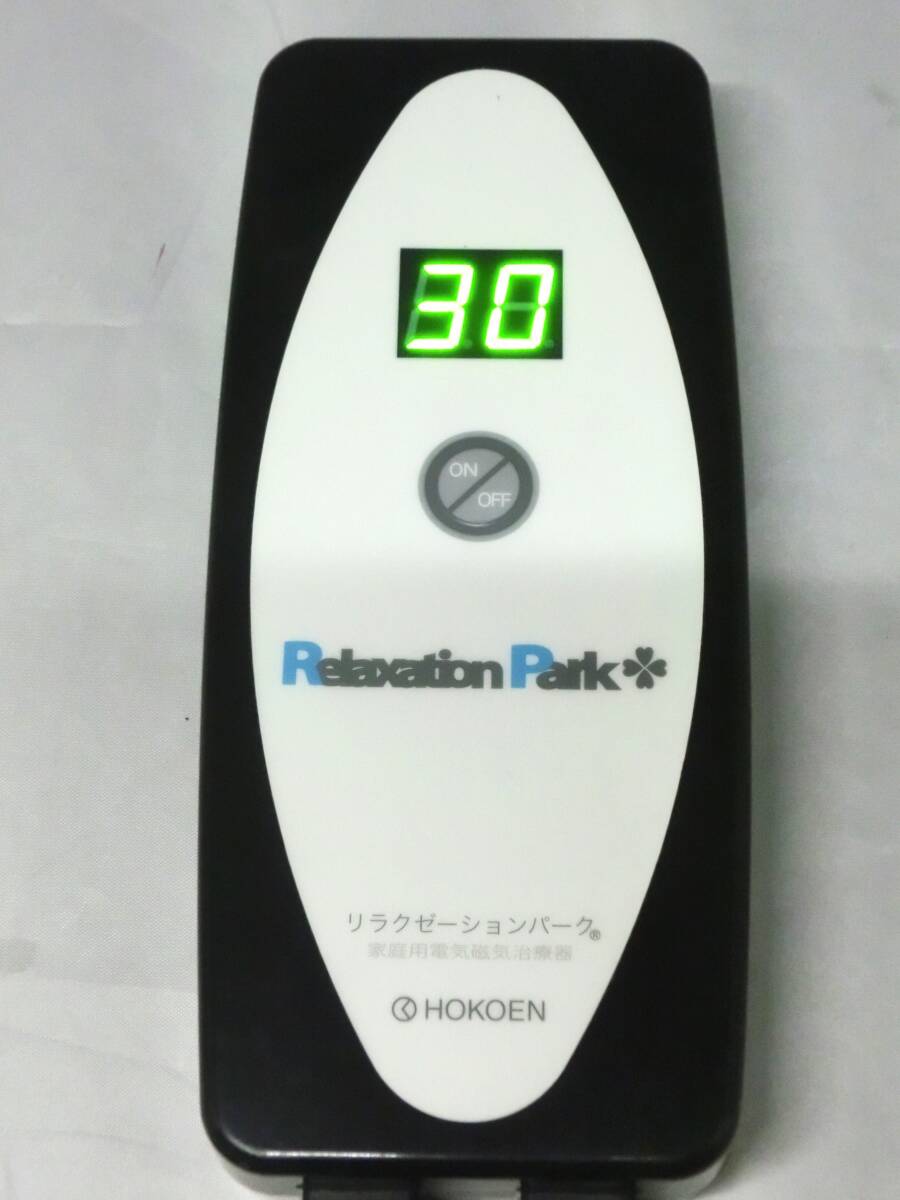 30
ON
OFF
Relaxation Park
リラクゼーションパーク®
家庭用電気磁気治療器
HOKOEN